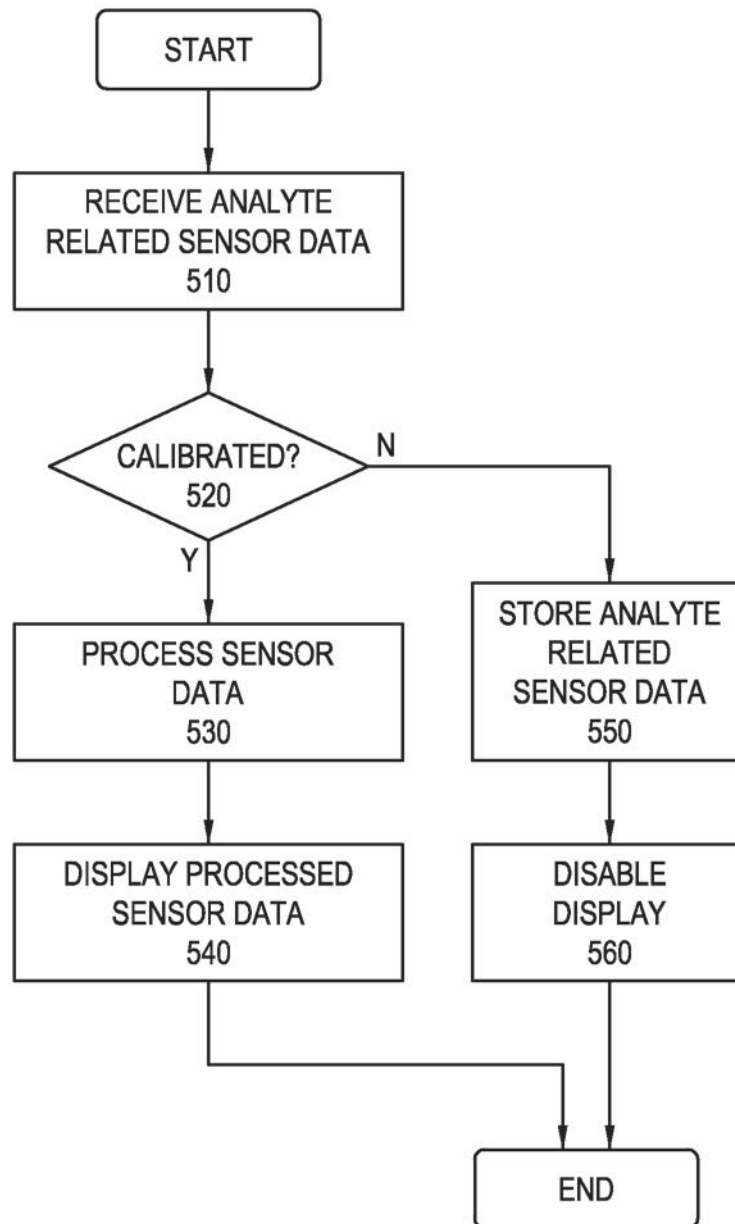 START
RECEIVE ANALYTE
RELATED SENSOR DATA
510
CALIBRATED?
520
N
Y
PROCESS SENSOR
DATA
530
STORE ANALYTE
RELATED
SENSOR DATA
550
DISPLAY PROCESSED
SENSOR DATA
540
DISABLE
DISPLAY
560
END